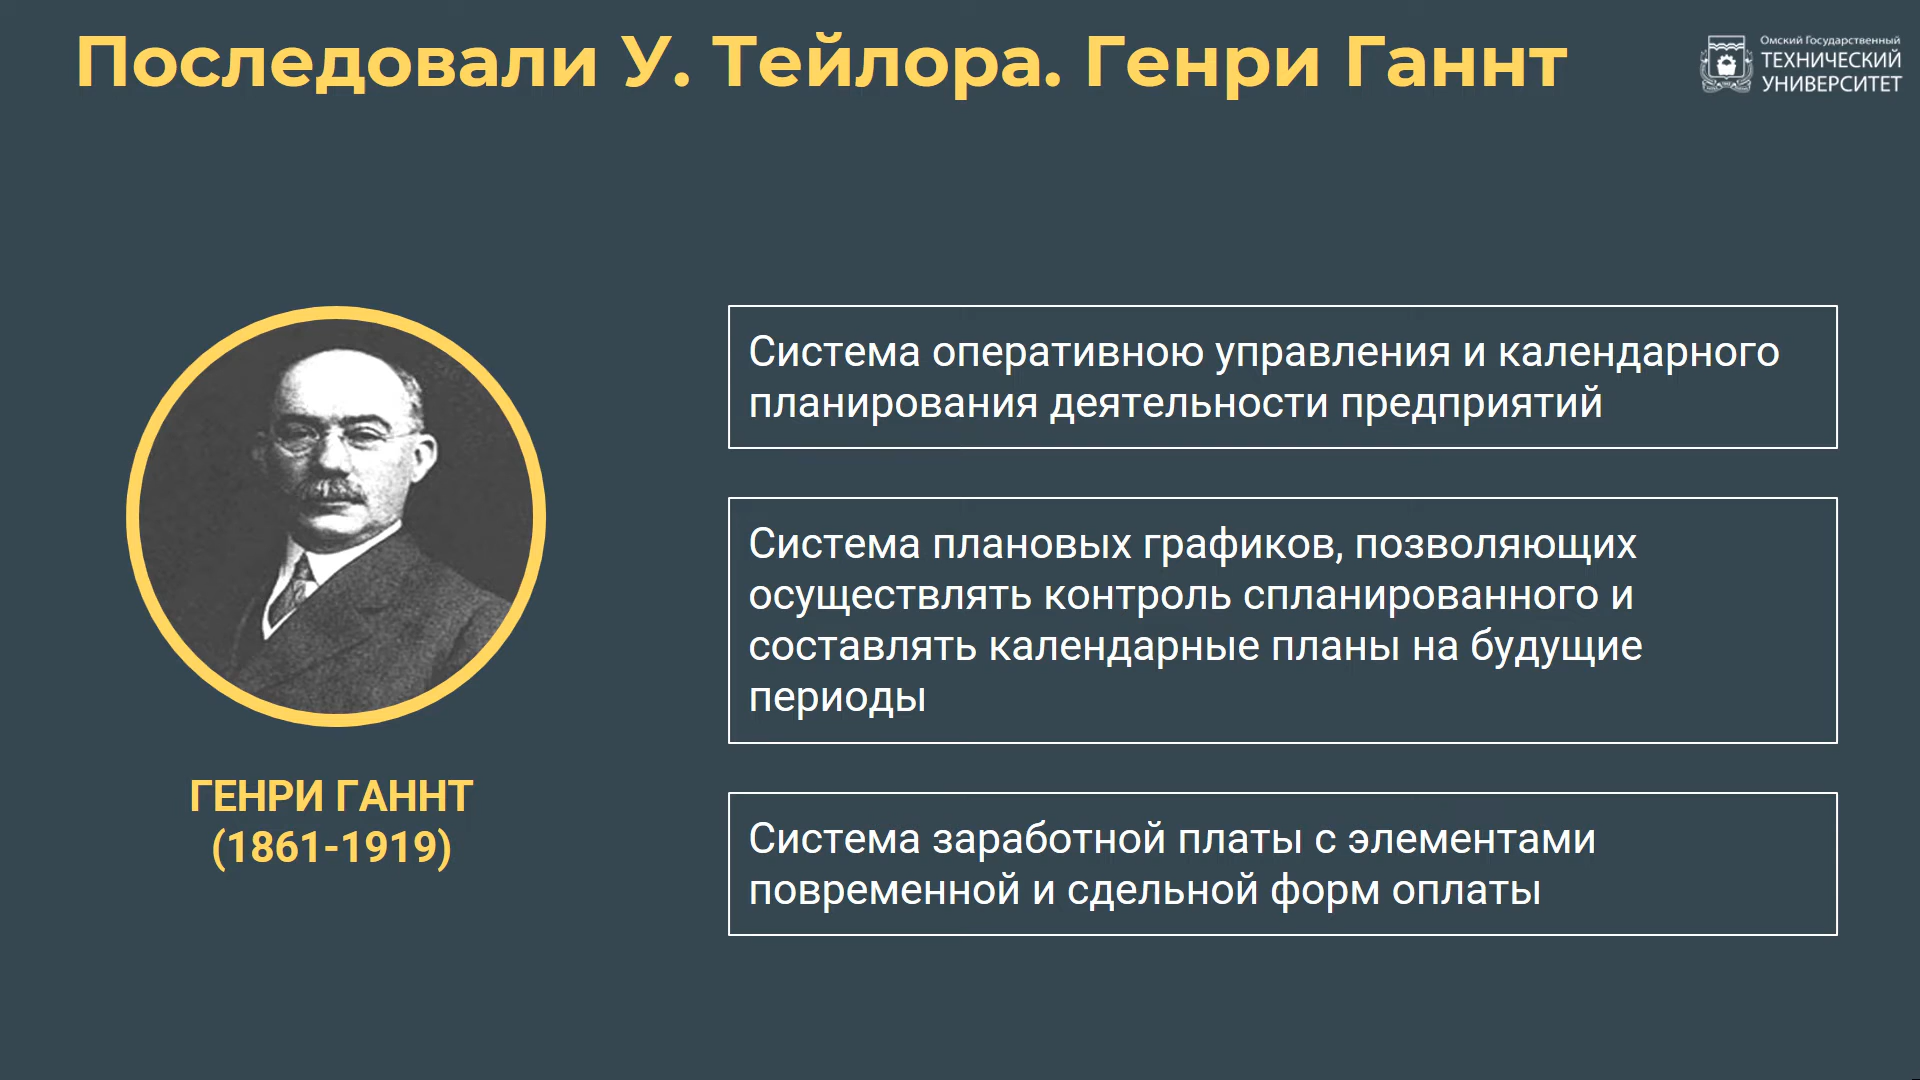 Последовали У. Тейлора. Генри Ганнт
Омский Государственный
ТЕХНИЧЕСКИЙ
УНИВЕРСИТЕТ
Система оперативною управления и календарного
планирования деятельности предприятий
Система плановых графиков, позволяющих
осуществлять контроль спланированного и
составлять календарные планы на будущие
периоды
Система заработной платы с элементами
повременной и сдельной форм оплаты
ГЕНРИ ГАННТ
(1861-1919)